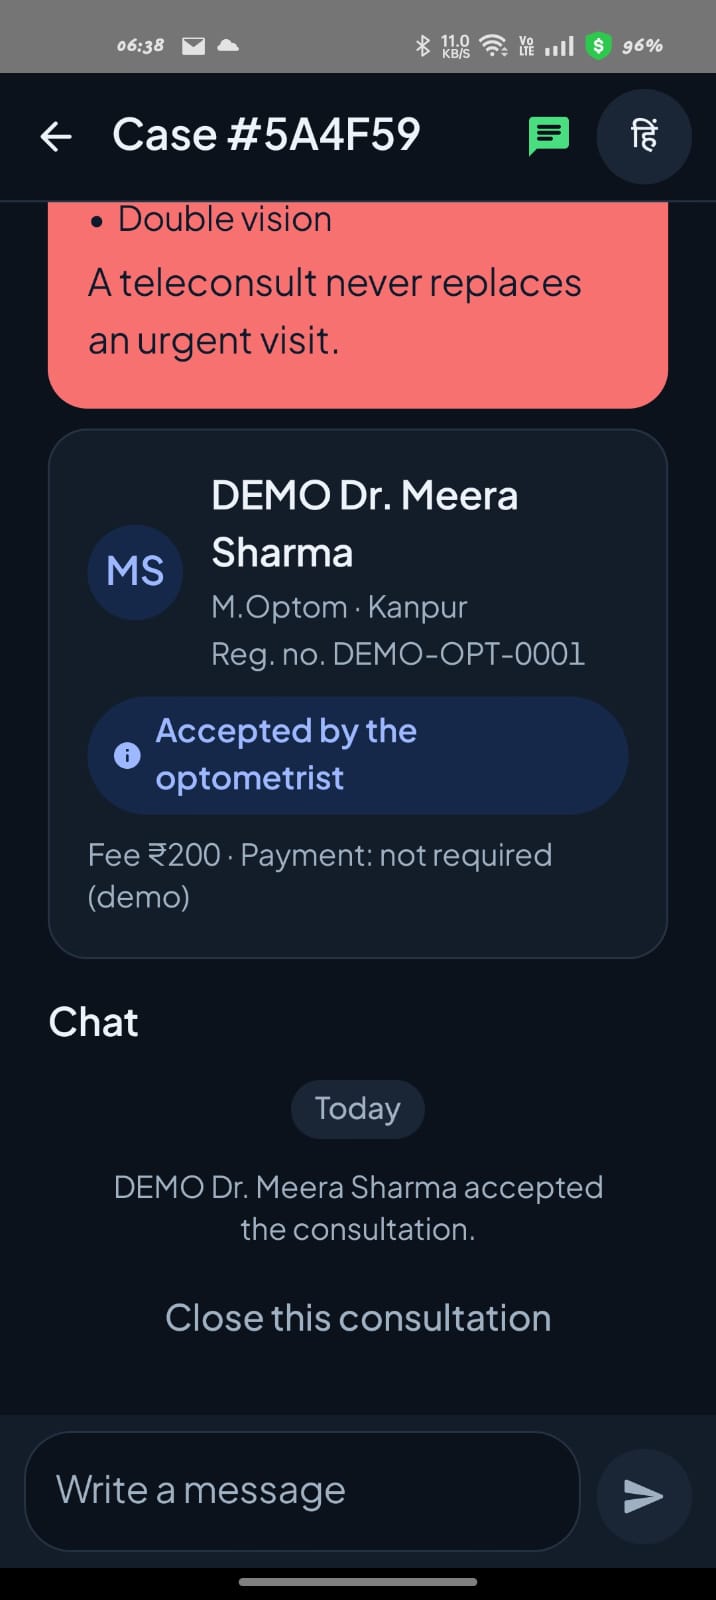 06:38 11.0 KB/S Vo LTE $ 96%
Case #5A4F59 हिं
• Double vision
A teleconsult never replaces
an urgent visit.
DEMO Dr. Meera
Sharma
MS
M.Optom · Kanpur
Reg. no. DEMO-OPT-0001
Accepted by the
optometrist
Fee ₹200 · Payment: not required
(demo)
Chat
Today
DEMO Dr. Meera Sharma accepted
the consultation.
Close this consultation
Write a message